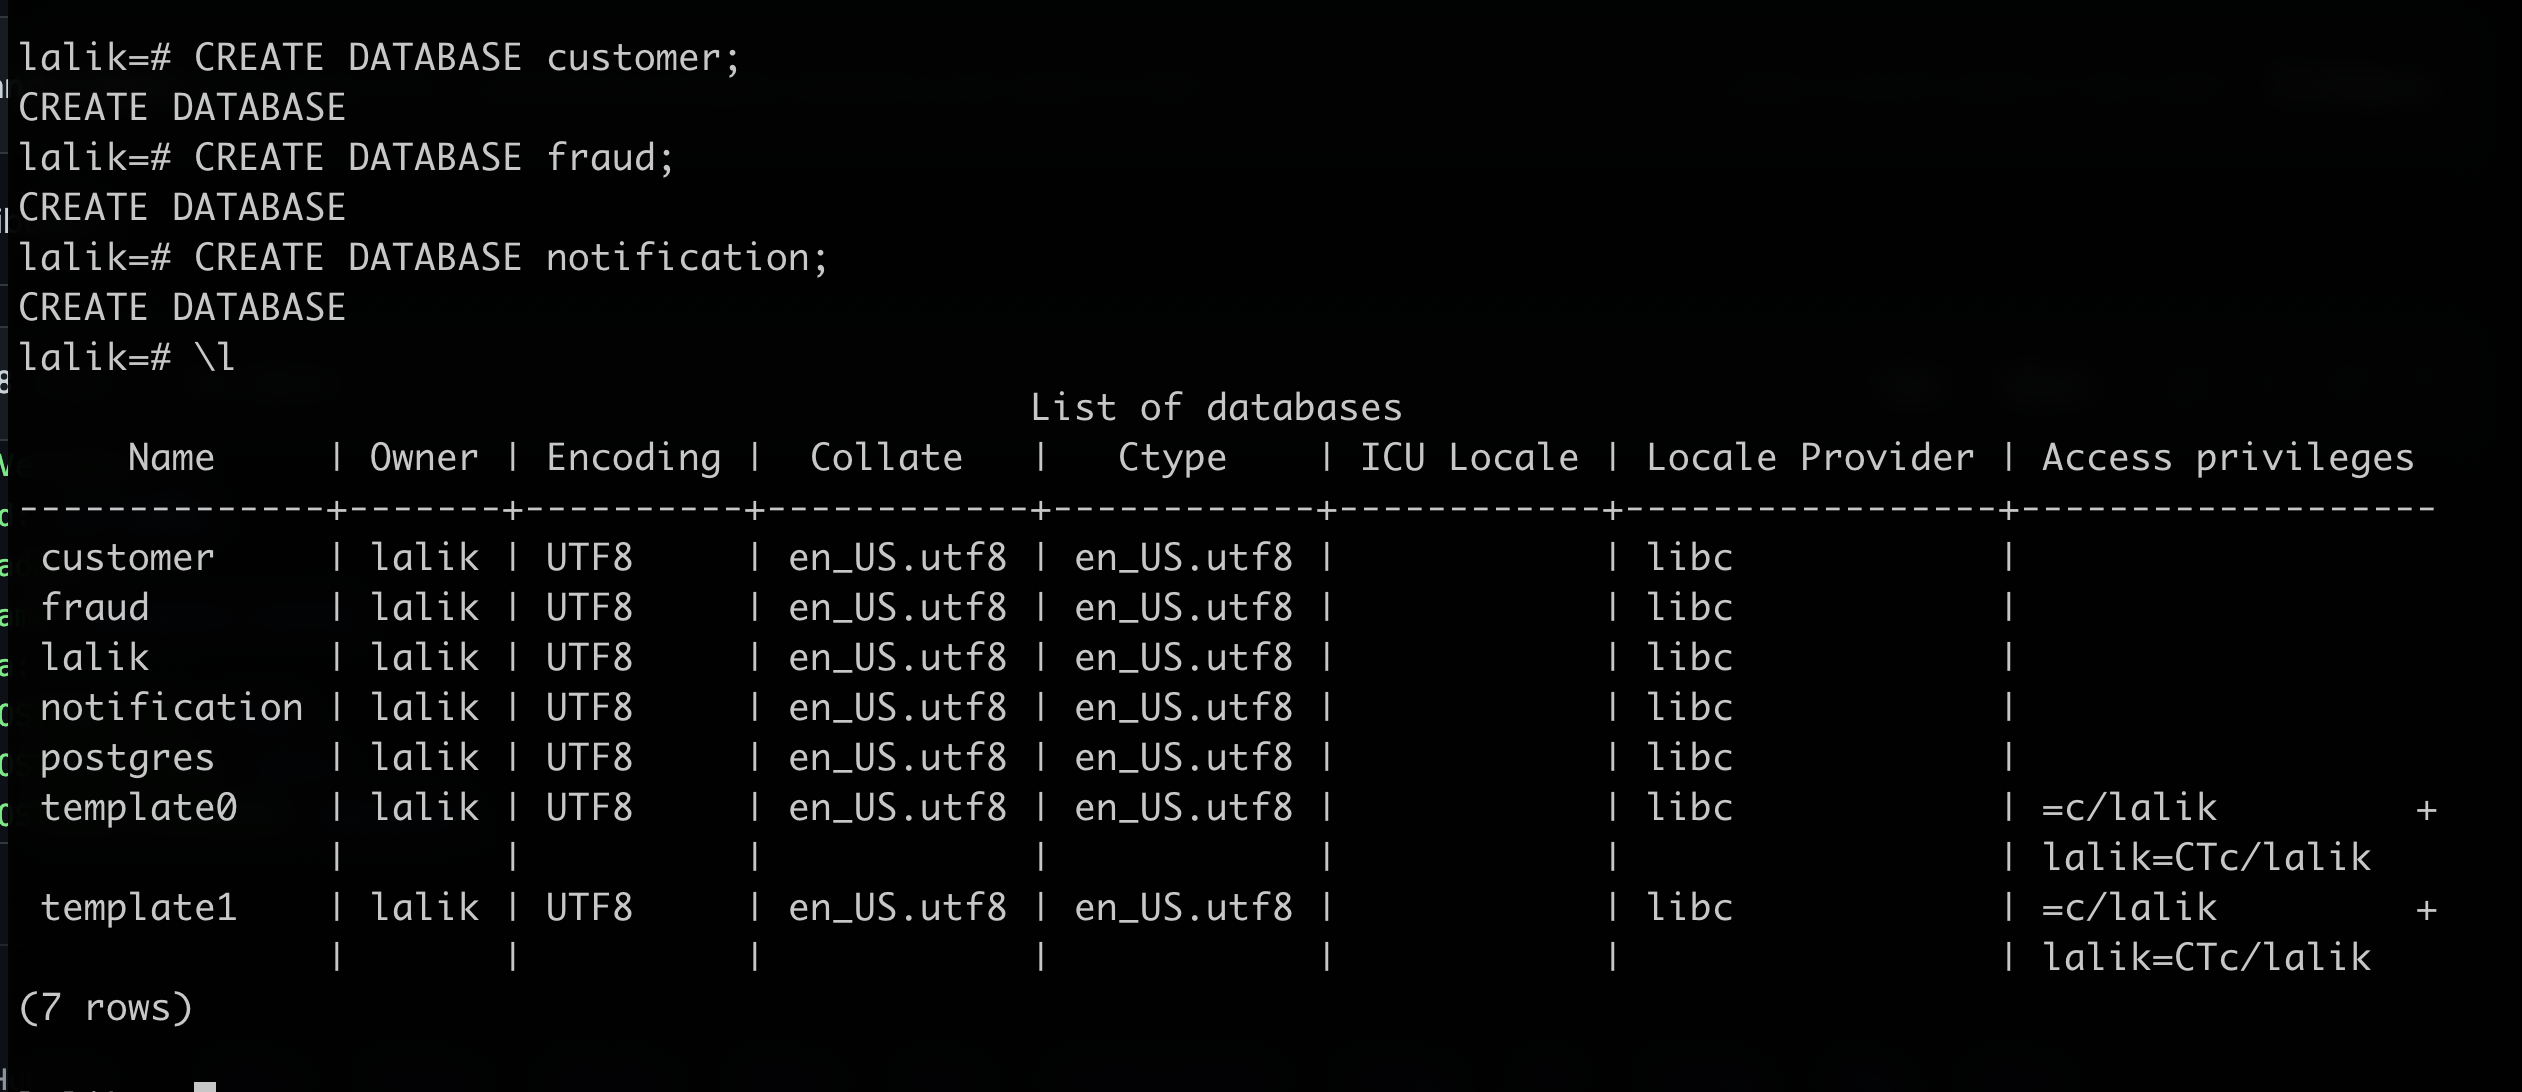 lalik=# CREATE DATABASE customer;
CREATE DATABASE
lalik=# CREATE DATABASE fraud;
CREATE DATABASE
lalik=# CREATE DATABASE notification;
CREATE DATABASE
lalik=# \l
                                              List of databases
     Name     | Owner | Encoding |  Collate   |   Ctype    | ICU Locale | Locale Provider | Access privileges
--------------+-------+----------+------------+------------+------------+-----------------+-------------------
 customer     | lalik | UTF8     | en_US.utf8 | en_US.utf8 |            | libc            |
 fraud        | lalik | UTF8     | en_US.utf8 | en_US.utf8 |            | libc            |
 lalik        | lalik | UTF8     | en_US.utf8 | en_US.utf8 |            | libc            |
 notification | lalik | UTF8     | en_US.utf8 | en_US.utf8 |            | libc            |
 postgres     | lalik | UTF8     | en_US.utf8 | en_US.utf8 |            | libc            |
 template0    | lalik | UTF8     | en_US.utf8 | en_US.utf8 |            | libc            | =c/lalik         +
              |       |          |            |            |            |                 | lalik=CTc/lalik
 template1    | lalik | UTF8     | en_US.utf8 | en_US.utf8 |            | libc            | =c/lalik         +
              |       |          |            |            |            |                 | lalik=CTc/lalik
(7 rows)